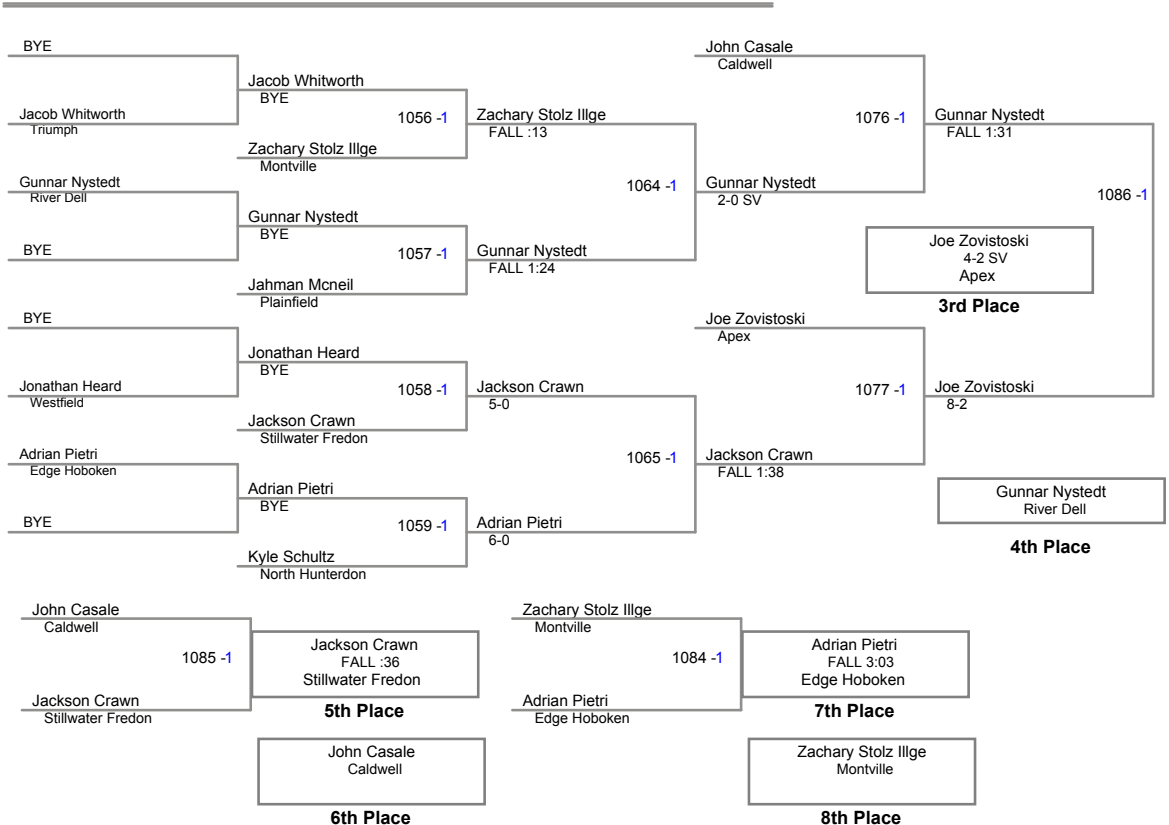 BYE
Jacob Whitworth
Triumph
Gunnar Nystedt
River Dell
BYE
BYE
Jonathan Heard
Westfield
Adrian Pietri
Edge Hoboken
BYE
Jacob Whitworth
BYE
Zachary Stolz Illge
Montville
Gunnar Nystedt
BYE
Jahman Mcneil
Plainfield
Jonathan Heard
BYE
Jackson Crawn
Stillwater Fredon
Adrian Pietri
BYE
Kyle Schultz
North Hunterdon
1056 -1
1057 -1
1058 -1
1059 -1
Zachary Stolz Illge
FALL :13
Gunnar Nystedt
FALL 1:24
Jackson Crawn
5-0
Adrian Pietri
6-0
1064 -1
1065 -1
John Casale
Caldwell
Gunnar Nystedt
2-0 SV
Joe Zovistoski
Apex
Jackson Crawn
FALL 1:38
1076 -1
1077 -1
Gunnar Nystedt
FALL 1:31
Joe Zovistoski
8-2
1086 -1
Joe Zovistoski
4-2 SV
Apex
3rd Place
Gunnar Nystedt
River Dell
4th Place
John Casale
Caldwell
1085 -1
Jackson Crawn
Stillwater Fredon
Jackson Crawn
FALL :36
Stillwater Fredon
5th Place
John Casale
Caldwell
6th Place
Zachary Stolz Illge
Montville
1084 -1
Adrian Pietri
Edge Hoboken
Adrian Pietri
FALL 3:03
Edge Hoboken
7th Place
Zachary Stolz Illge
Montville
8th Place